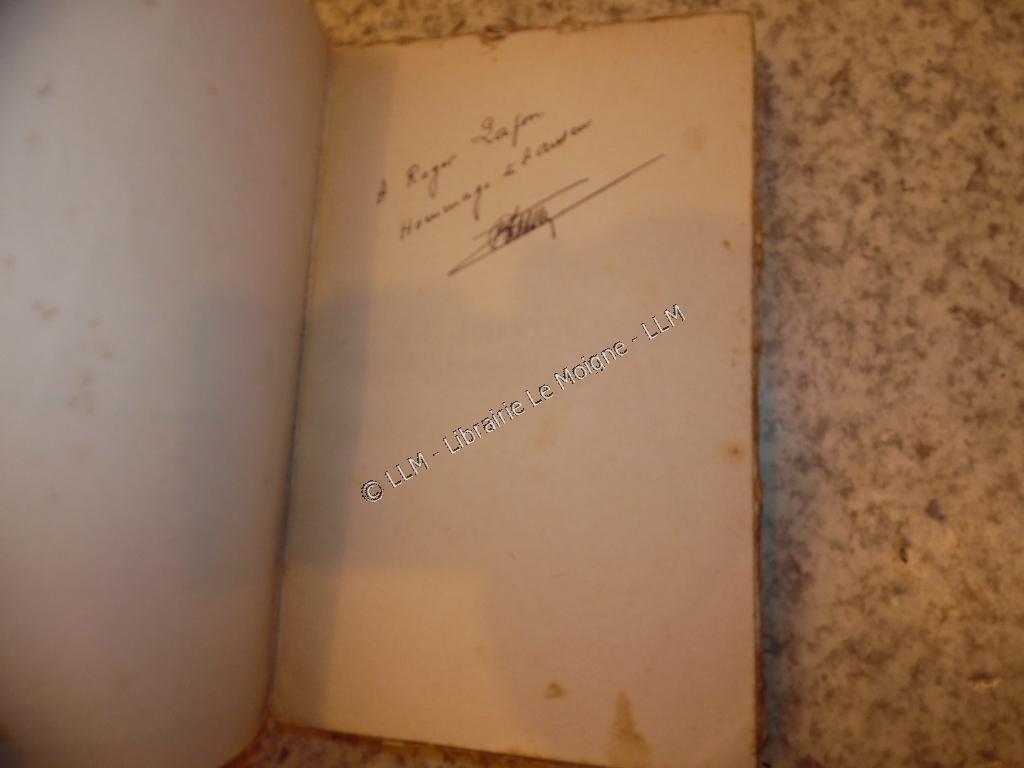 A Roger Lafon
Hommage de l'auteur
© LLM - Librairie Le Moigne - LLM